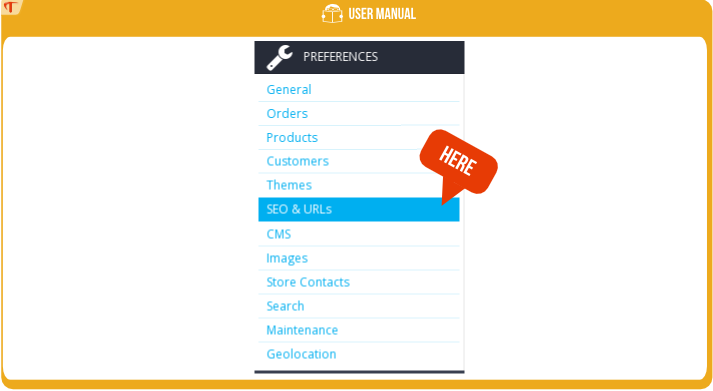 USER MANUAL
PREFERENCES
General
Orders
Products
Customers
HERE
Themes
SEO & URLs
CMS
Images
Store Contacts
Search
Maintenance
Geolocation